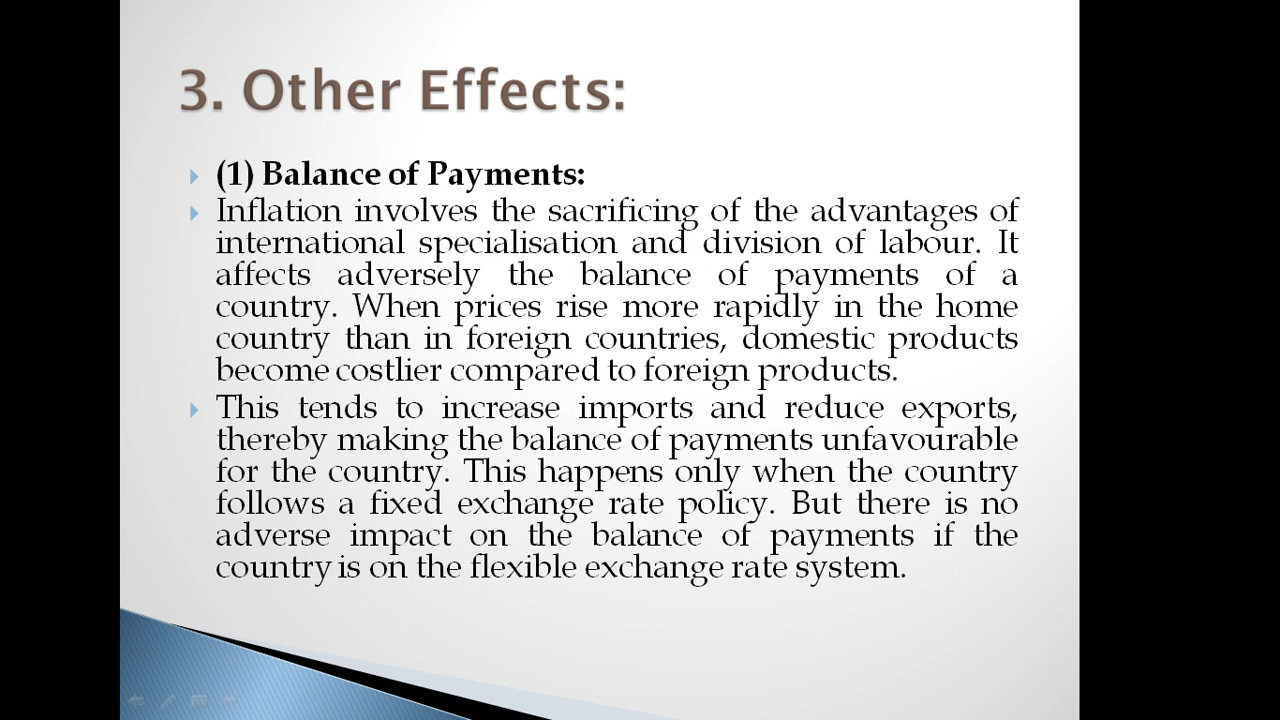 3. Other Effects:
(1) Balance of Payments:
Inflation involves the sacrificing of the advantages of
international specialisation and division of labour. It
affects adversely the balance of payments of a
country. When prices rise more rapidly in the home
country than in foreign countries, domestic products
become costlier compared to foreign products.
This tends to increase imports and reduce exports,
thereby making the balance of payments unfavourable
for the country. This happens only when the country
follows a fixed exchange rate policy. But there is no
adverse impact on the balance of payments if the
country is on the flexible exchange rate system.